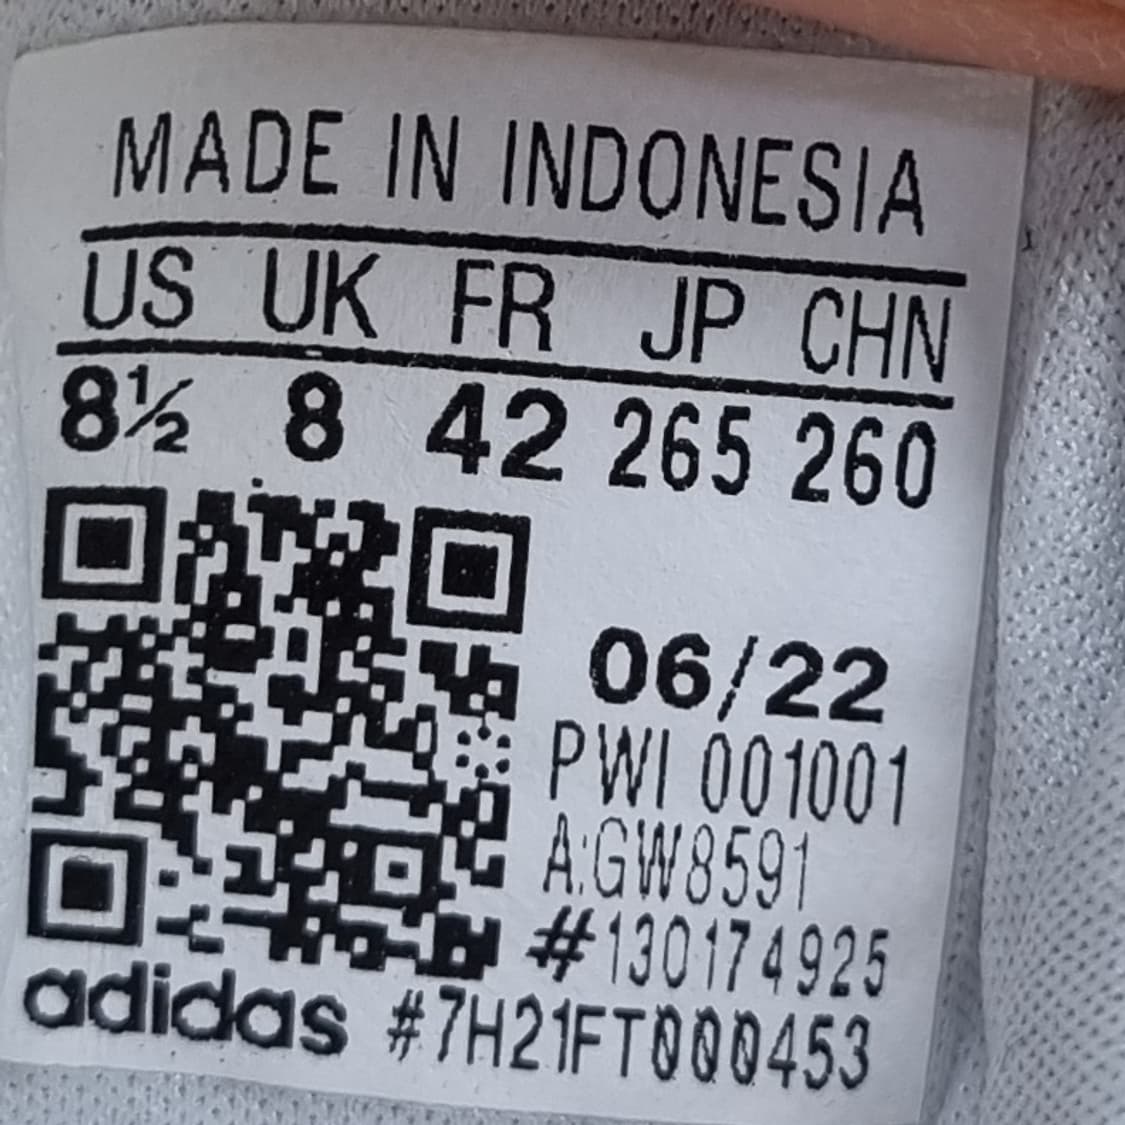 MADE IN INDONESIA
US UK FR JP CHN
8½ 8 42 265 260
06/22
PWI 001001
A:GW8591
#130174925
adidas #7H21FT000453